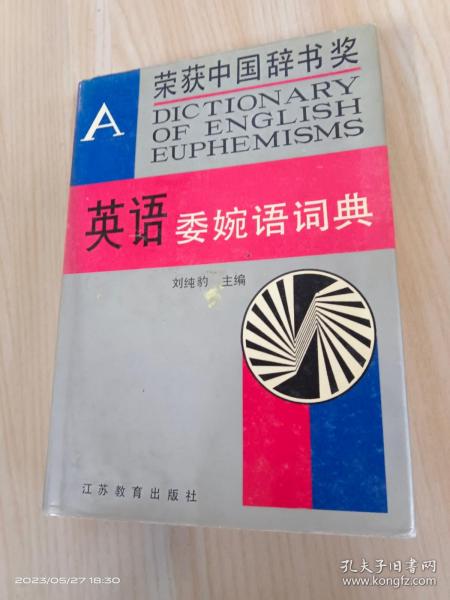 荣获中国辞书奖
A
DICTIONARY
OF ENGLISH
EUPHEMISMS
英语委婉语词典
刘纯豹 主编
江苏教育出版社
2023/05/27 18:30
孔夫子旧书网
www.kongfz.com